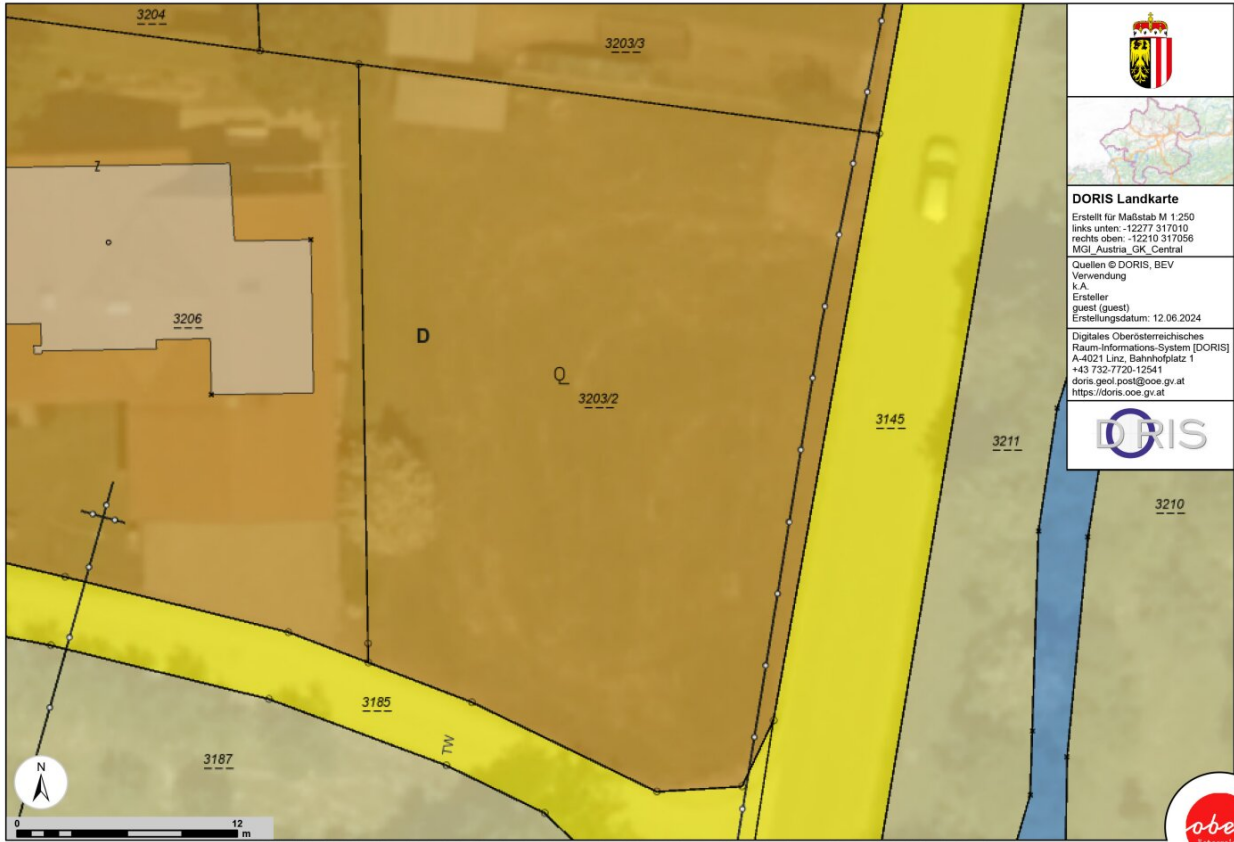 3204
3203/3
Z
3206
D
Q
3203/2
3145
3211
3210
3185
TW
3187
N
0 12
m
DORIS Landkarte
Erstellt für Maßstab M 1:250
links unten: -12277 317010
rechts oben: -12210 317056
MGI_Austria_GK_Central
Quellen © DORIS, BEV
Verwendung
k.A.
Ersteller
guest (guest)
Erstellungsdatum: 12.06.2024
Digitales Oberösterreichisches
Raum-Informations-System [DORIS]
A-4021 Linz, Bahnhofplatz 1
+43 732-7720-12541
doris.geol.post@ooe.gv.at
https://doris.ooe.gv.at
DORIS
obe